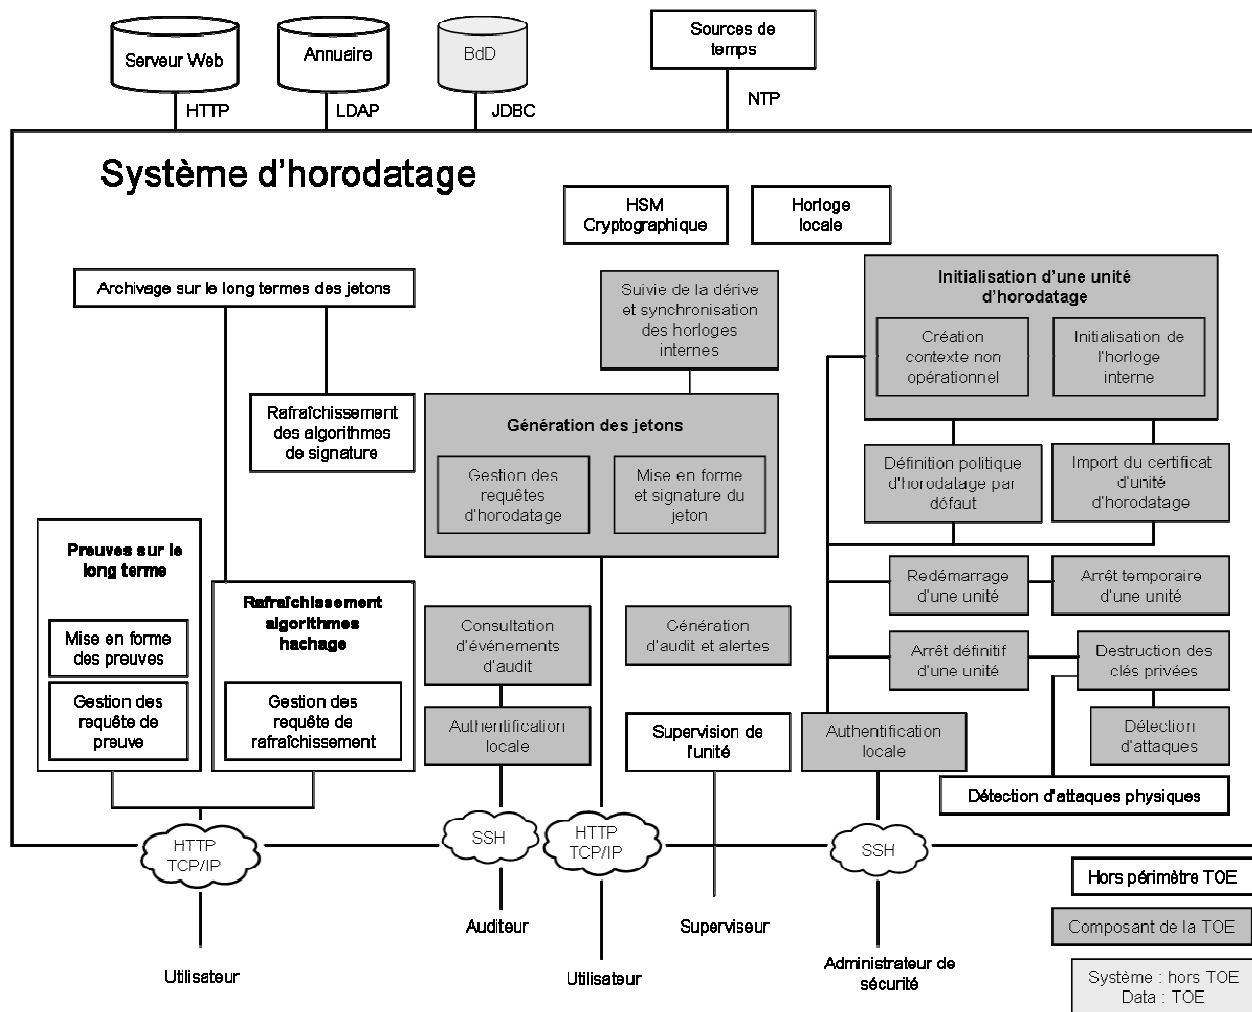 Serveur Web
Annuaire
BdD
Sources de
temps
HTTP
LDAP
JDBC
NTP
Système d'horodatage
HSM
Cryptographique
Horloge
locale
Archivage sur le long termes des jetons
Suivie de la dérive
et synchronisation
des horloges
internes
Initialisation d'une unité
d'horodatage
Création
contexte non
opérationnel
Initialisation de
l'horloge
interne
Rafraîchissement
des algorithmes
de signature
Génération des jetons
Gestion des
requêtes
d'horodatage
Mise en forme
et signature du
jeton
Définition politique
d'horodatage par
défaut
Import du certificat
d'unité
d'horodatage
Preuves sur le
long terme
Mise en forme
des preuves
Gestion des
requête de
preuve
Rafraîchissement
algorithmes
hachage
Gestion des
requête de
rafraîchissement
Consultation
d'événements
d'audit
Génération
d'audit et alertes
Redémarrage
d'une unité
Arrêt temporaire
d'une unité
Arrêt définitif
d'une unité
Destruction des
clés privées
Authentification
locale
Supervision de
l'unité
Authentification
locale
Détection
d'attaques
Détection d'attaques physiques
HTTP
TCP/IP
SSH
HTTP
TCP/IP
SSH
Utilisateur
Auditeur
Utilisateur
Superviseur
Administrateur de
sécurité
Hors périmètre TOE
Composant de la TOE
Système : hors TOE
Data : TOE